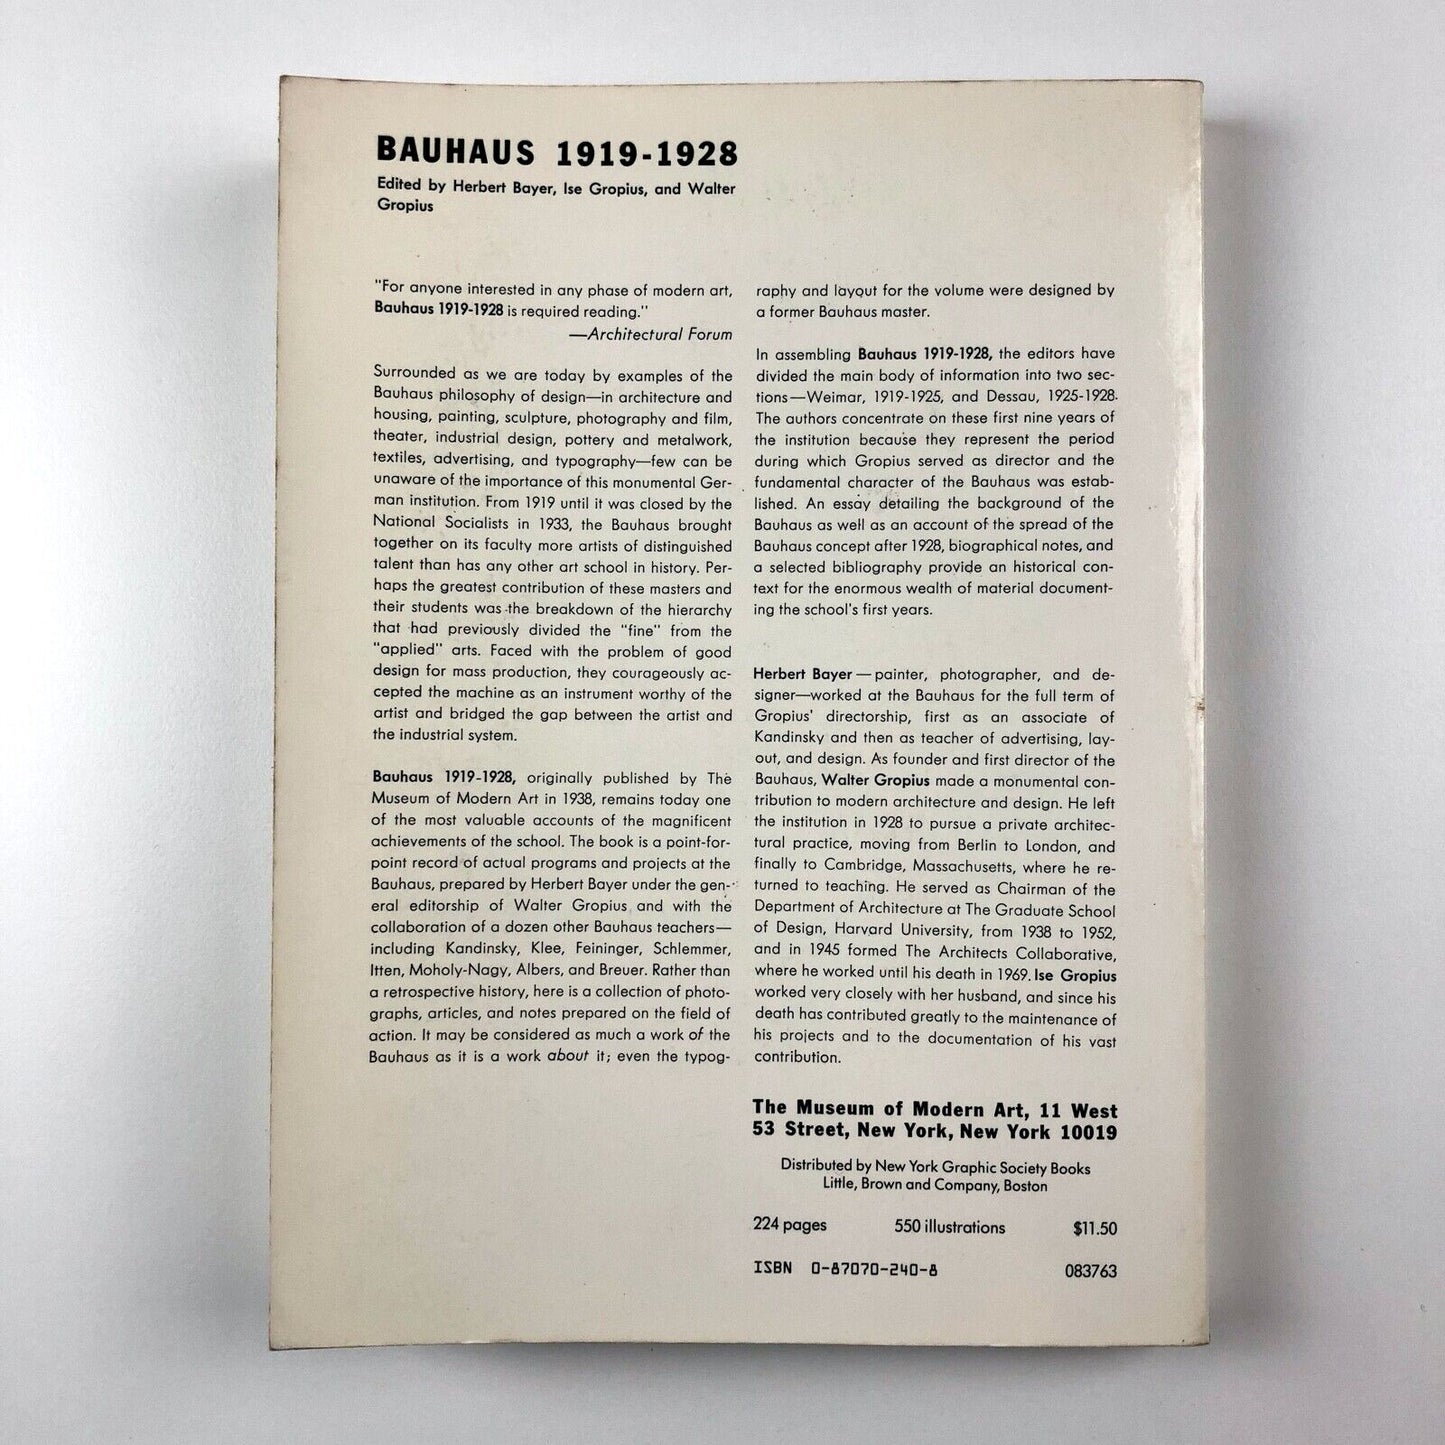 BAUHAUS 1919-1928
Edited by Herbert Bayer, Ise Gropius, and Walter
Gropius
"For anyone interested in any phase of modern art,
Bauhaus 1919-1928 is required reading."
—Architectural Forum
Surrounded as we are today by examples of the
Bauhaus philosophy of design—in architecture and
housing, painting, sculpture, photography and film,
theater, industrial design, pottery and metalwork,
textiles, advertising, and typography—few can be
unaware of the importance of this monumental Ger-
man institution. From 1919 until it was closed by the
National Socialists in 1933, the Bauhaus brought
together on its faculty more artists of distinguished
talent than has any other art school in history. Per-
haps the greatest contribution of these masters and
their students was the breakdown of the hierarchy
that had previously divided the "fine" from the
"applied" arts. Faced with the problem of good
design for mass production, they courageously ac-
cepted the machine as an instrument worthy of the
artist and bridged the gap between the artist and
the industrial system.
Bauhaus 1919-1928, originally published by The
Museum of Modern Art in 1938, remains today one
of the most valuable accounts of the magnificent
achievements of the school. The book is a point-for-
point record of actual programs and projects at the
Bauhaus, prepared by Herbert Bayer under the gen-
eral editorship of Walter Gropius and with the
collaboration of a dozen other Bauhaus teachers—
including Kandinsky, Klee, Feininger, Schlemmer,
Itten, Moholy-Nagy, Albers, and Breuer. Rather than
a retrospective history, here is a collection of photo-
graphs, articles, and notes prepared on the field of
action. It may be considered as much a work of the
Bauhaus as it is a work about it; even the typog-
raphy and layout for the volume were designed by
a former Bauhaus master.
In assembling Bauhaus 1919-1928, the editors have
divided the main body of information into two sec-
tions—Weimar, 1919-1925, and Dessau, 1925-1928.
The authors concentrate on these first nine years of
the institution because they represent the period
during which Gropius served as director and the
fundamental character of the Bauhaus was estab-
lished. An essay detailing the background of the
Bauhaus as well as an account of the spread of the
Bauhaus concept after 1928, biographical notes, and
a selected bibliography provide an historical con-
text for the enormous wealth of material document-
ing the school's first years.
Herbert Bayer—painter, photographer, and de-
signer—worked at the Bauhaus for the full term of
Gropius' directorship, first as an associate of
Kandinsky and then as teacher of advertising, lay-
out, and design. As founder and first director of the
Bauhaus, Walter Gropius made a monumental con-
tribution to modern architecture and design. He left
the institution in 1928 to pursue a private architec-
tural practice, moving from Berlin to London, and
finally to Cambridge, Massachusetts, where he re-
turned to teaching. He served as Chairman of the
Department of Architecture at The Graduate School
of Design, Harvard University, from 1938 to 1952,
and in 1945 formed The Architects Collaborative,
where he worked until his death in 1969. Ise Gropius
worked very closely with her husband, and since his
death has contributed greatly to the maintenance of
his projects and to the documentation of his vast
contribution.
The Museum of Modern Art, 11 West
53 Street, New York, New York 10019
Distributed by New York Graphic Society Books
Little, Brown and Company, Boston
224 pages 550 illustrations $11.50
ISBN 0-87070-240-8 083763